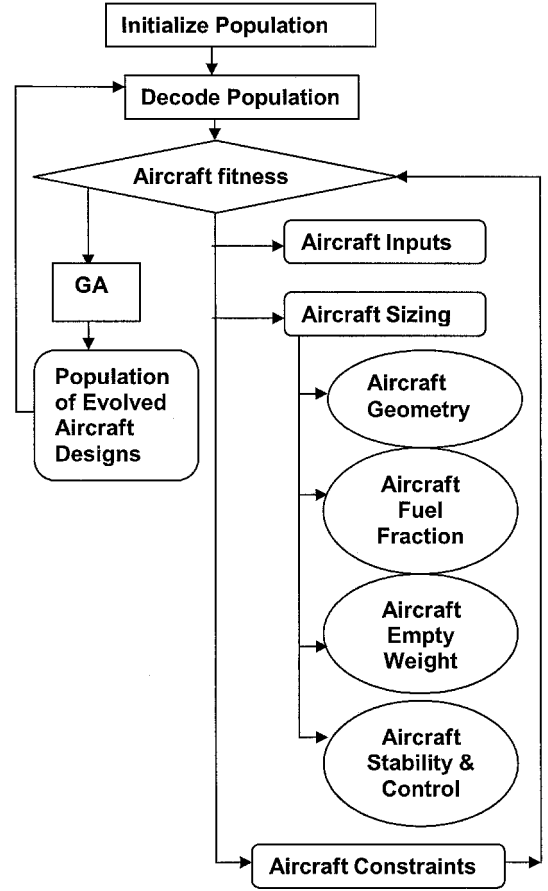 Initialize Population
Decode Population
Aircraft fitness
Aircraft Inputs
GA
Aircraft Sizing
Population
of Evolved
Aircraft
Designs
Aircraft
Geometry
Aircraft
Fuel
Fraction
Aircraft
Empty
Weight
Aircraft
Stability &
Control
Aircraft Constraints